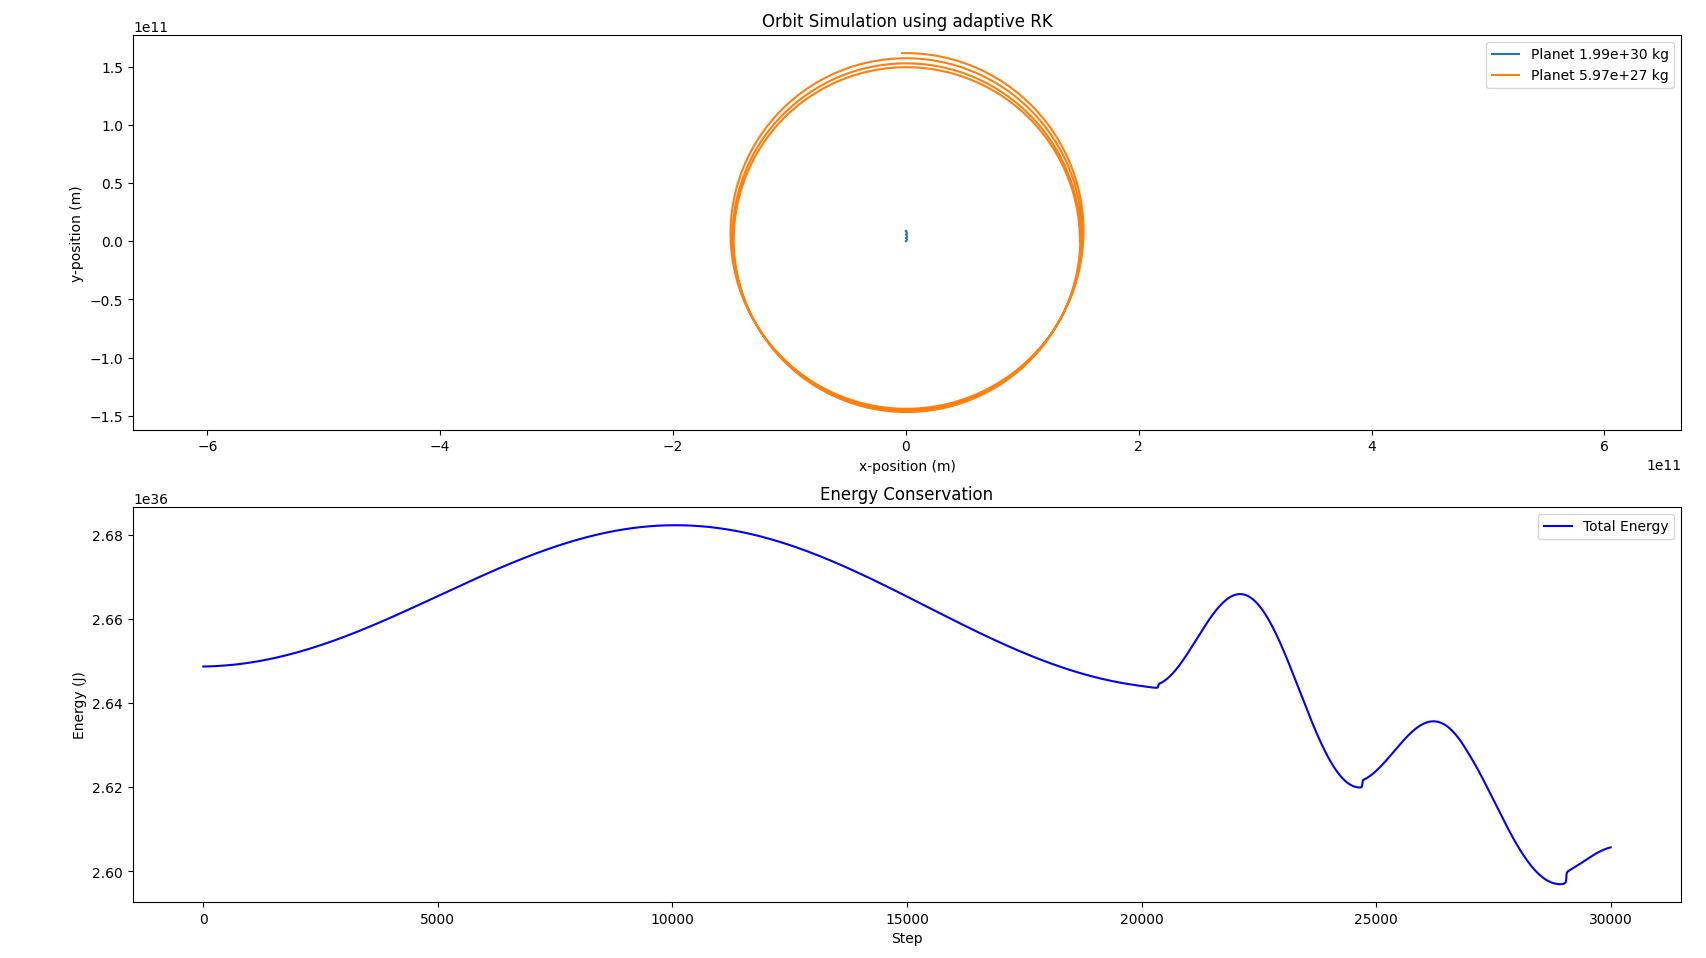 Orbit Simulation using adaptive RK
1e11
Planet 1.99e+30 kg
Planet 5.97e+27 kg
1.5
1.0
0.5
0.0
−0.5
−1.0
−1.5
y-position (m)
−6
−4
−2
0
2
4
6
x-position (m)
1e11
Energy Conservation
1e36
Total Energy
2.68
2.66
2.64
2.62
2.60
Energy (J)
0
5000
10000
15000
20000
25000
30000
Step